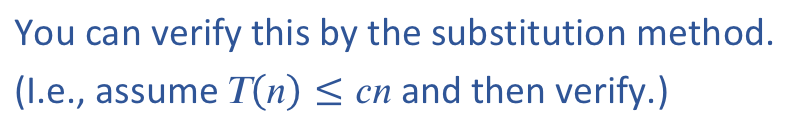 You can verify this by the substitution method.
(I.e., assume T(n) ≤ cn and then verify.)